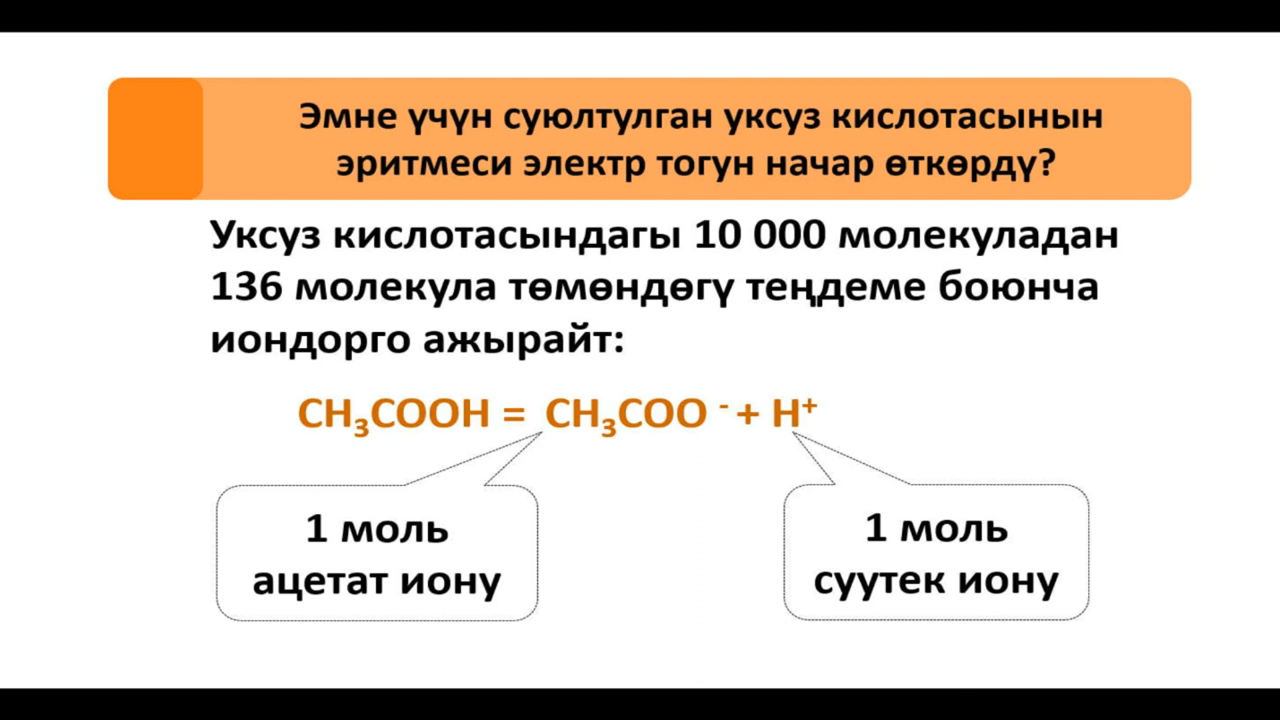 Эмне үчүн суюлтулган уксуз кислотасынын
эритмеси электр тогун начар өткөрдү?
Уксуз кислотасындагы 10 000 молекуладан
136 молекула төмөндөгү теңдеме боюнча
иондорго ажырайт:
CH₃COOH = CH₃COO ⁻ + H⁺
1 моль
ацетат иону
1 моль
суутек иону